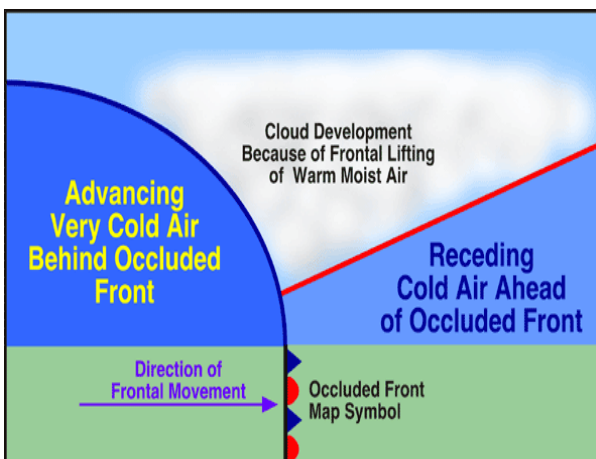 Cloud Development
Because of Frontal Lifting
of Warm Moist Air
Advancing
Very Cold Air
Behind Occluded
Front
Receding
Cold Air Ahead
of Occluded Front
Direction of
Frontal Movement
Occluded Front
Map Symbol